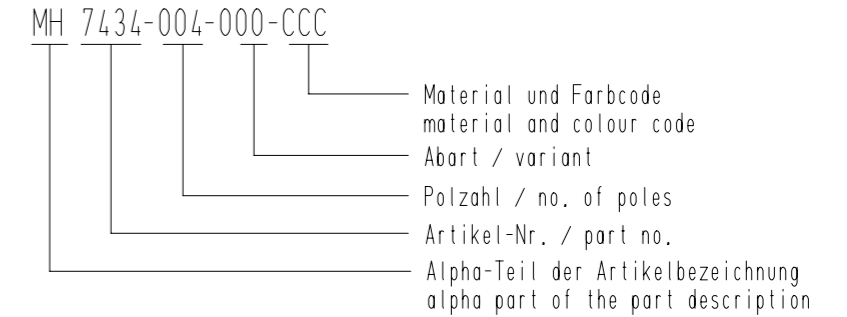 MH 7434-004-000-CCC
Material und Farbcode
material and colour code
Abart / variant
Polzahl / no. of poles
Artikel-Nr. / part no.
Alpha-Teil der Artikelbezeichnung
alpha part of the part description